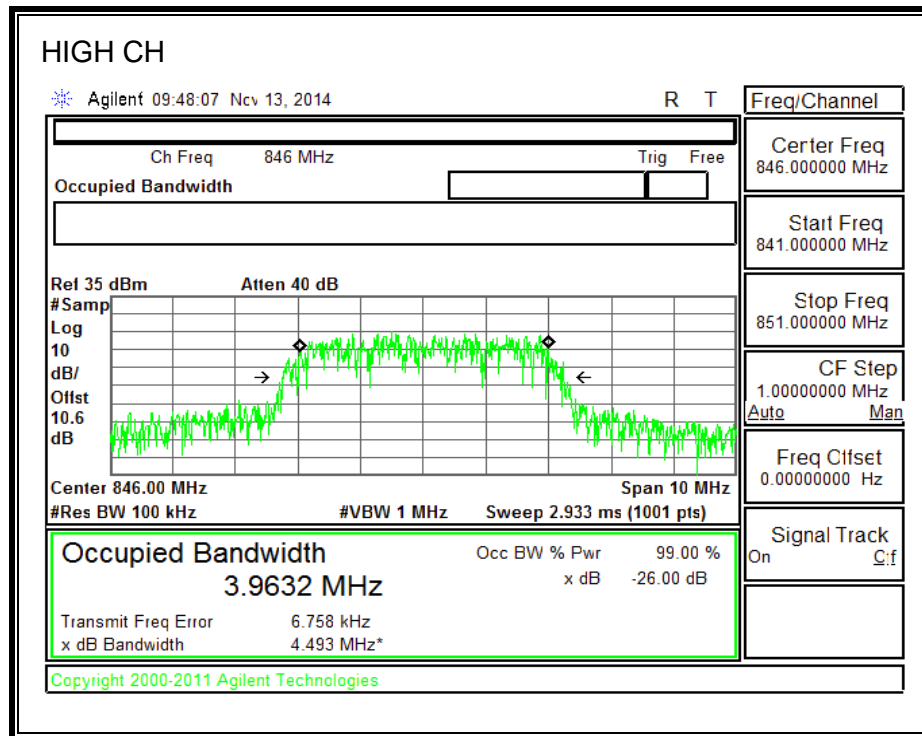 HIGH CH
Agilent 09:48:07 Nov 13, 2014 R T
Freq/Channel
Ch Freq 846 MHz Trig Free
Occupied Bandwidth
Center Freq
846.000000 MHz
Start Freq
841.000000 MHz
Stop Freq
851.000000 MHz
CF Step
1.00000000 MHz
Auto Man
Freq Offset
0.00000000 Hz
Signal Track
On Off
Ref 35 dBm Atten 40 dB
#Samp
Log
10
dB/
Offst
10.6
dB
Center 846.00 MHz Span 10 MHz
#Res BW 100 kHz #VBW 1 MHz Sweep 2.933 ms (1001 pts)
Occupied Bandwidth
3.9632 MHz
Occ BW % Pwr 99.00 %
x dB -26.00 dB
Transmit Freq Error 6.758 kHz
x dB Bandwidth 4.493 MHz*
Copyright 2000-2011 Agilent Technologies